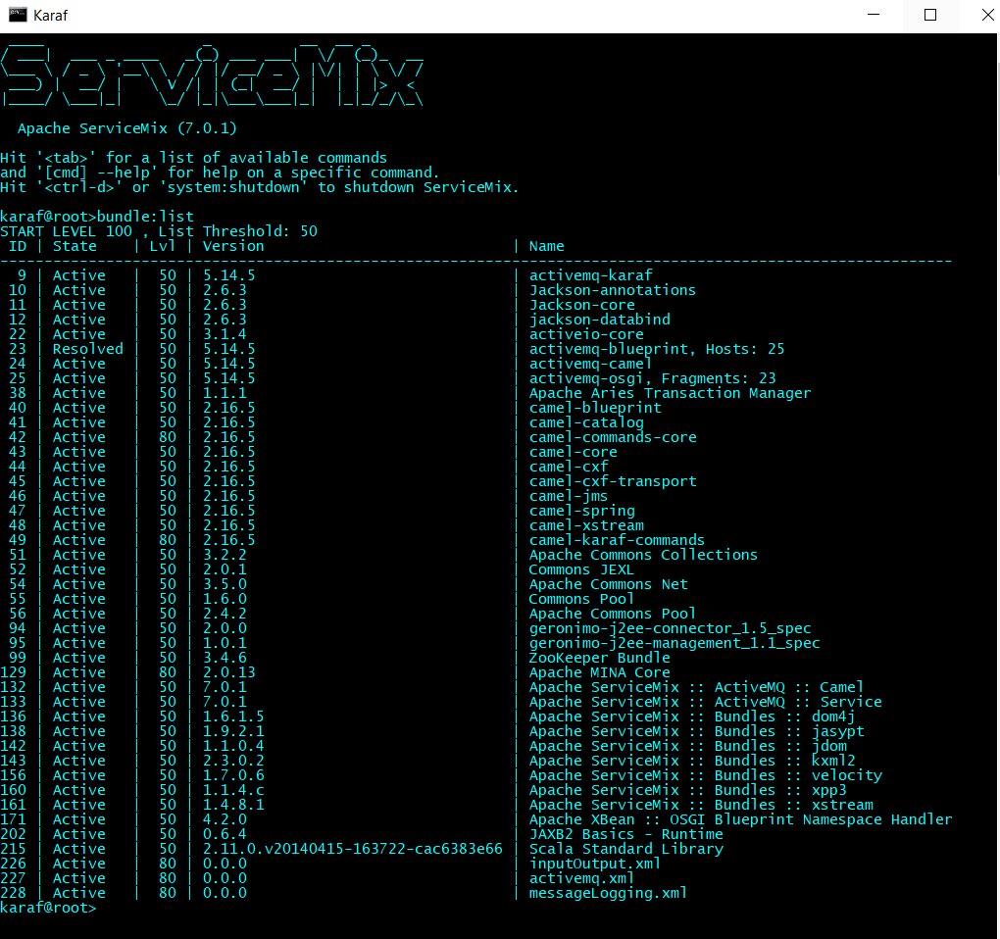 Karaf
ServiceMix
Apache ServiceMix (7.0.1)
Hit '<tab>' for a list of available commands
and '[cmd] --help' for help on a specific command.
Hit '<ctrl-d>' or 'system:shutdown' to shutdown ServiceMix.
karaf@root>bundle:list
START LEVEL 100 , List Threshold: 50
 ID | State    | Lvl | Version                            | Name
-------------------------------------------------------------------------------------------------------------
  9 | Active   |  50 | 5.14.5                             | activemq-karaf
 10 | Active   |  50 | 2.6.3                              | Jackson-annotations
 11 | Active   |  50 | 2.6.3                              | Jackson-core
 12 | Active   |  50 | 2.6.3                              | jackson-databind
 22 | Active   |  50 | 3.1.4                              | activeio-core
 23 | Resolved |  50 | 5.14.5                             | activemq-blueprint, Hosts: 25
 24 | Active   |  50 | 5.14.5                             | activemq-camel
 25 | Active   |  50 | 5.14.5                             | activemq-osgi, Fragments: 23
 38 | Active   |  50 | 1.1.1                              | Apache Aries Transaction Manager
 40 | Active   |  50 | 2.16.5                             | camel-blueprint
 41 | Active   |  50 | 2.16.5                             | camel-catalog
 42 | Active   |  80 | 2.16.5                             | camel-commands-core
 43 | Active   |  50 | 2.16.5                             | camel-core
 44 | Active   |  50 | 2.16.5                             | camel-cxf
 45 | Active   |  50 | 2.16.5                             | camel-cxf-transport
 46 | Active   |  50 | 2.16.5                             | camel-jms
 47 | Active   |  50 | 2.16.5                             | camel-spring
 48 | Active   |  50 | 2.16.5                             | camel-xstream
 49 | Active   |  80 | 2.16.5                             | camel-karaf-commands
 51 | Active   |  50 | 3.2.2                              | Apache Commons Collections
 52 | Active   |  50 | 2.0.1                              | Commons JEXL
 54 | Active   |  50 | 3.5.0                              | Apache Commons Net
 55 | Active   |  50 | 1.6.0                              | Commons Pool
 56 | Active   |  50 | 2.4.2                              | Apache Commons Pool
 94 | Active   |  50 | 2.0.0                              | geronimo-j2ee-connector_1.5_spec
 95 | Active   |  50 | 1.0.1                              | geronimo-j2ee-management_1.1_spec
 99 | Active   |  50 | 3.4.6                              | ZooKeeper Bundle
129 | Active   |  80 | 2.0.13                             | Apache MINA Core
132 | Active   |  50 | 7.0.1                              | Apache ServiceMix :: ActiveMQ :: Camel
133 | Active   |  50 | 7.0.1                              | Apache ServiceMix :: ActiveMQ :: Service
136 | Active   |  50 | 1.6.1.5                            | Apache ServiceMix :: Bundles :: dom4j
138 | Active   |  50 | 1.9.2.1                            | Apache ServiceMix :: Bundles :: jasypt
142 | Active   |  50 | 1.1.0.4                            | Apache ServiceMix :: Bundles :: jdom
143 | Active   |  50 | 2.3.0.2                            | Apache ServiceMix :: Bundles :: kxml2
156 | Active   |  50 | 1.7.0.6                            | Apache ServiceMix :: Bundles :: velocity
160 | Active   |  50 | 1.1.4.c                            | Apache ServiceMix :: Bundles :: xpp3
161 | Active   |  50 | 1.4.8.1                            | Apache ServiceMix :: Bundles :: xstream
171 | Active   |  50 | 4.2.0                              | Apache XBean :: OSGI Blueprint Namespace Handler
202 | Active   |  50 | 0.6.4                              | JAXB2 Basics - Runtime
215 | Active   |  50 | 2.11.0.v20140415-163722-cac6383e66 | Scala Standard Library
226 | Active   |  80 | 0.0.0                              | inputOutput.xml
227 | Active   |  80 | 0.0.0                              | activemq.xml
228 | Active   |  80 | 0.0.0                              | messageLogging.xml
karaf@root>